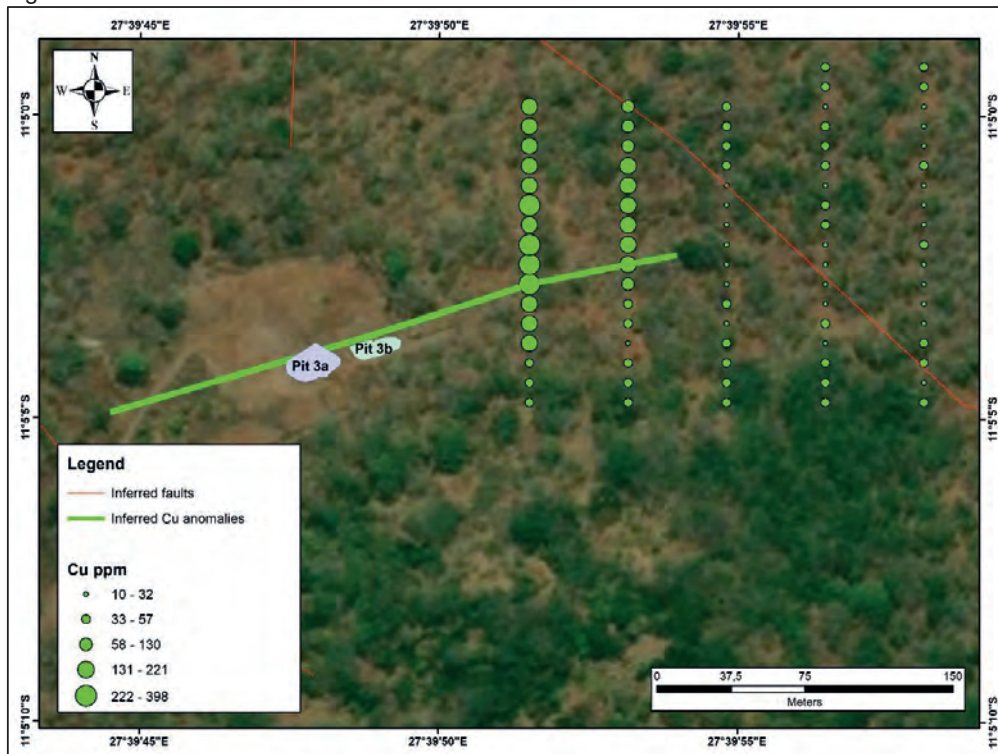 27°39'45"E 27°39'50"E 27°39'55"E
N
W E
S
11°5'0"S 11°5'0"S
Pit 3b
Pit 3a
11°5'5"S 11°5'5"S
Legend
Inferred faults
Inferred Cu anomalies
Cu ppm
10 - 32
33 - 57
58 - 130
131 - 221
222 - 398
0 37,5 75 150
Meters
11°5'10"S 11°5'10"S
27°39'45"E 27°39'50"E 27°39'55"E